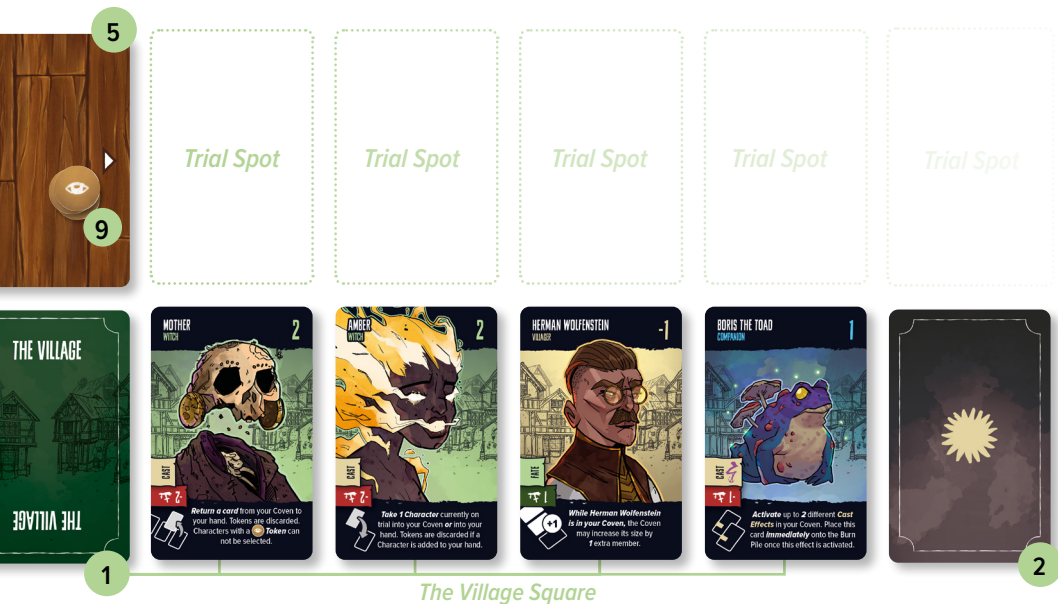 5
Trial Spot
Trial Spot
Trial Spot
Trial Spot
Trial Spot
9
THE VILLAGE
THE VILLAGE
1
MOTHER
WITCH
2
CAST
-2
Return a card from your Coven to
your hand. Tokens are discarded.
Characters with a Token can
not be selected.
AMBER
WITCH
2
CAST
-2
Take 1 Character currently on
trial into your Coven or into your
hand. Tokens are discarded if a
Character is added to your hand.
HERMAN WOLFENSTEIN
VILLAGER
-1
FATE
1
+1
While Herman Wolfenstein
is in your Coven, the Coven
may increase its size by
1 extra member.
BORIS THE TOAD
COMPANION
1
CAST
-1
Activate up to 2 different Cast
Effects in your Coven. Place this
card immediately onto the Burn
Pile once this effect is activated.
2
The Village Square